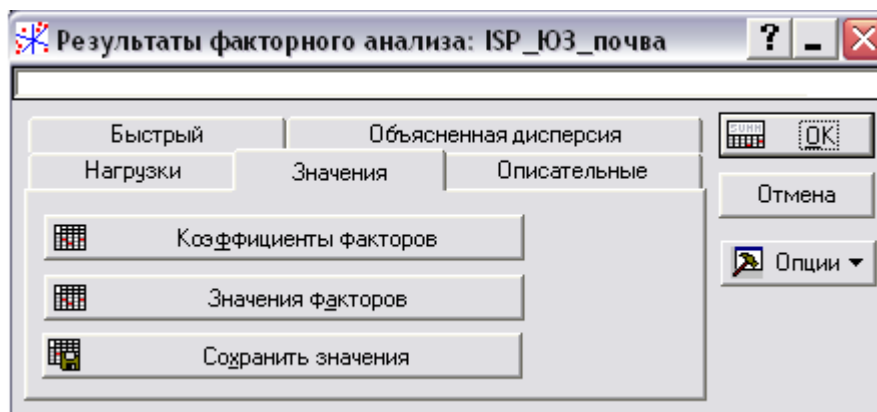 Результаты факторного анализа: ISP_ЮЗ_почва
Быстрый
Объясненная дисперсия
Нагрузки
Значения
Описательные
Коэффициенты факторов
Значения факторов
Сохранить значения
SUMM
OK
Отмена
Опции